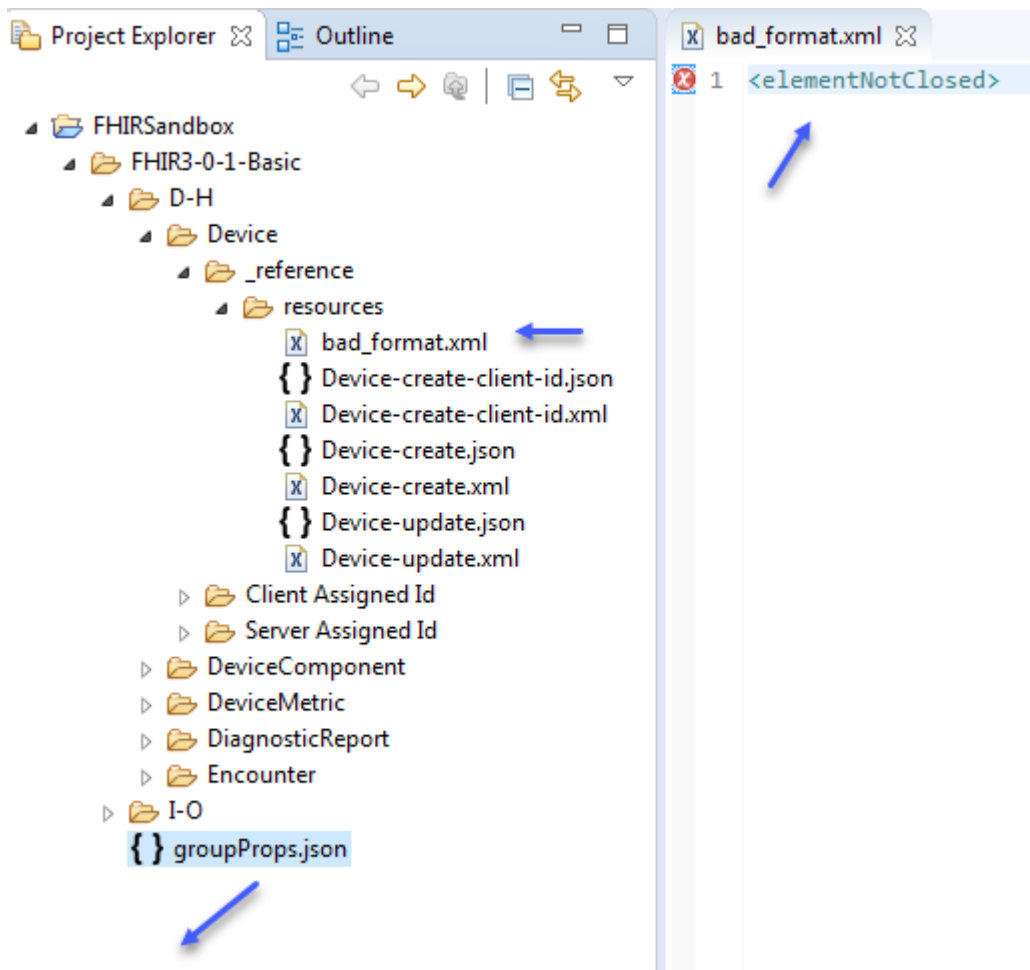 Project Explorer
Outline
FHIRSandbox
FHIR3-0-1-Basic
D-H
Device
_reference
resources
bad_format.xml
{ } Device-create-client-id.json
Device-create-client-id.xml
{ } Device-create.json
Device-create.xml
{ } Device-update.json
Device-update.xml
Client Assigned Id
Server Assigned Id
DeviceComponent
DeviceMetric
DiagnosticReport
Encounter
I-O
{ } groupProps.json
bad_format.xml
1 <elementNotClosed>